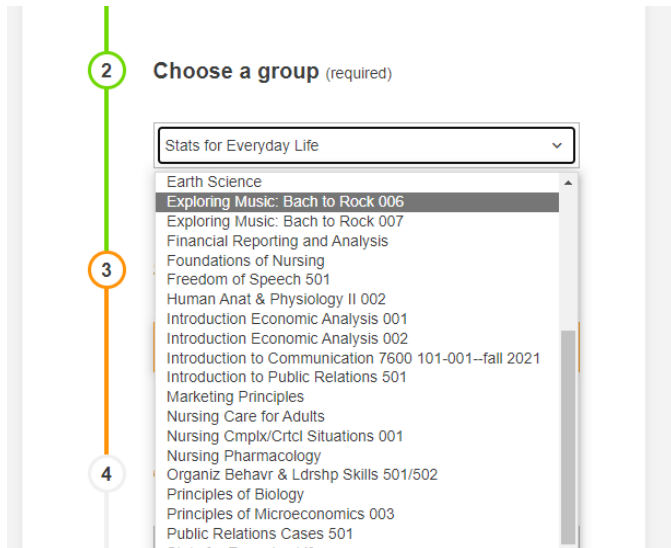 2 Choose a group (required)
Stats for Everyday Life
Earth Science
Exploring Music: Bach to Rock 006
Exploring Music: Bach to Rock 007
Financial Reporting and Analysis
Foundations of Nursing
3
Freedom of Speech 501
Human Anat & Physiology II 002
Introduction Economic Analysis 001
Introduction Economic Analysis 002
Introduction to Communication 7600 101-001--fall 2021
Introduction to Public Relations 501
Marketing Principles
Nursing Care for Adults
Nursing Cmplx/Crtcl Situations 001
Nursing Pharmacology
4
Organiz Behavr & Ldrshp Skills 501/502
Principles of Biology
Principles of Microeconomics 003
Public Relations Cases 501